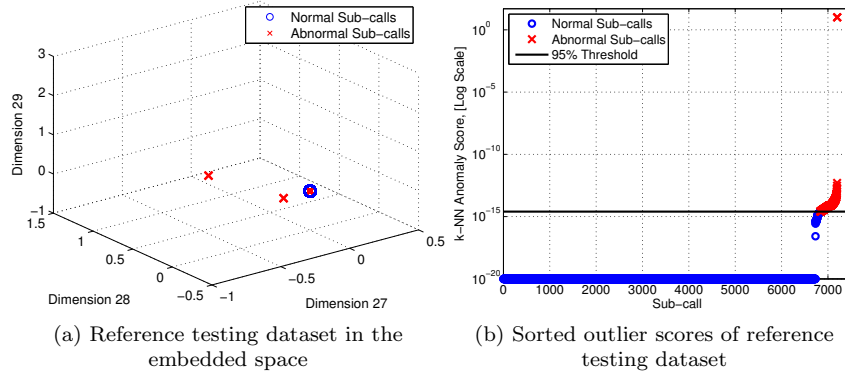 Normal Sub-calls
Abnormal Sub-calls
3
2
1
0
−1
Dimension 29
1.5
1
0.5
0
−0.5
Dimension 28
−1
−0.5
0
0.5
Dimension 27
(a) Reference testing dataset in the
embedded space
Normal Sub-calls
Abnormal Sub-calls
95% Threshold
10^0
10^−5
10^−10
10^−15
10^−20
k−NN Anomaly Score, [Log Scale]
0 1000 2000 3000 4000 5000 6000 7000
Sub-call
(b) Sorted outlier scores of reference
testing dataset